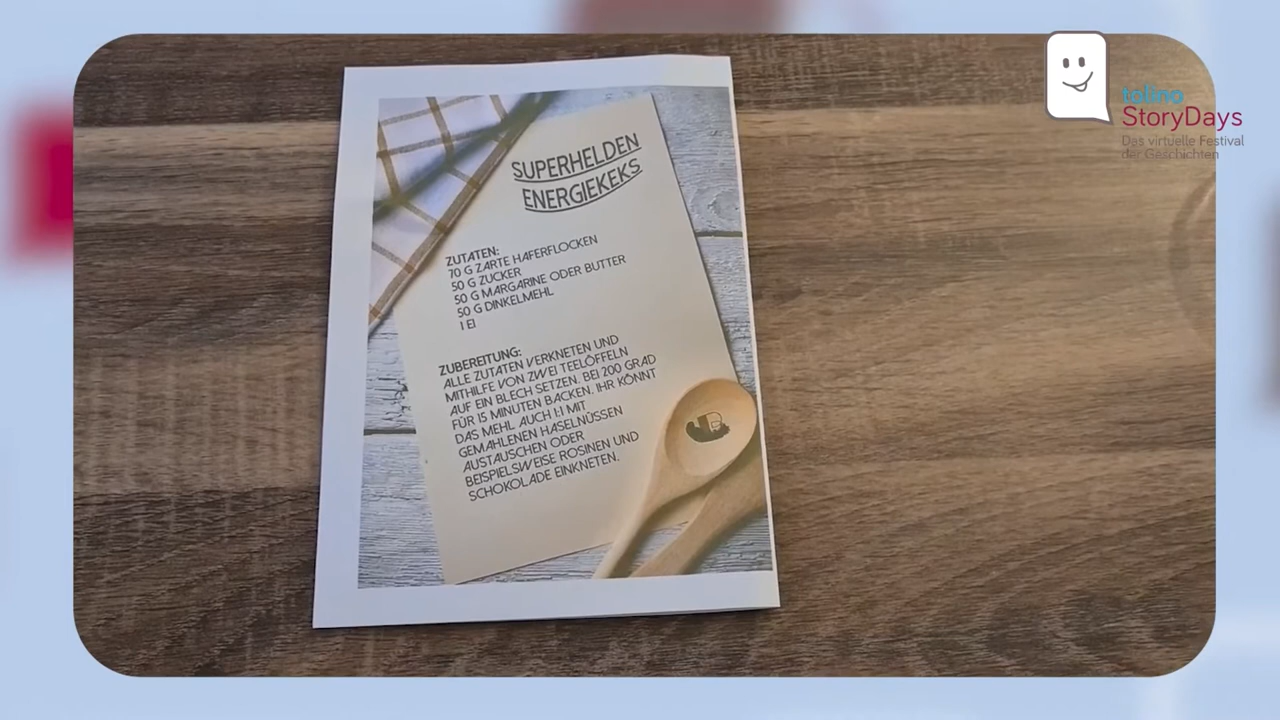 SUPERHELDEN
ENERGIEKEKS
ZUTATEN:
70 G ZARTE HAFERFLOCKEN
50 G ZUCKER
50 G MARGARINE ODER BUTTER
50 G DINKELMEHL
1 EI
ZUBEREITUNG:
ALLE ZUTATEN VERKNETEN UND
MITHILFE VON ZWEI TEELÖFFELN
AUF EIN BLECH SETZEN. BEI 200 GRAD
FÜR 15 MINUTEN BACKEN. IHR KÖNNT
DAS MEHL AUCH 1:1 MIT
GEMAHLENEN HASELNÜSSEN
AUSTAUSCHEN ODER
BEISPIELSWEISE ROSINEN UND
SCHOKOLADE EINKNETEN.
tolino
StoryDays
Das virtuelle Festival
der Geschichten